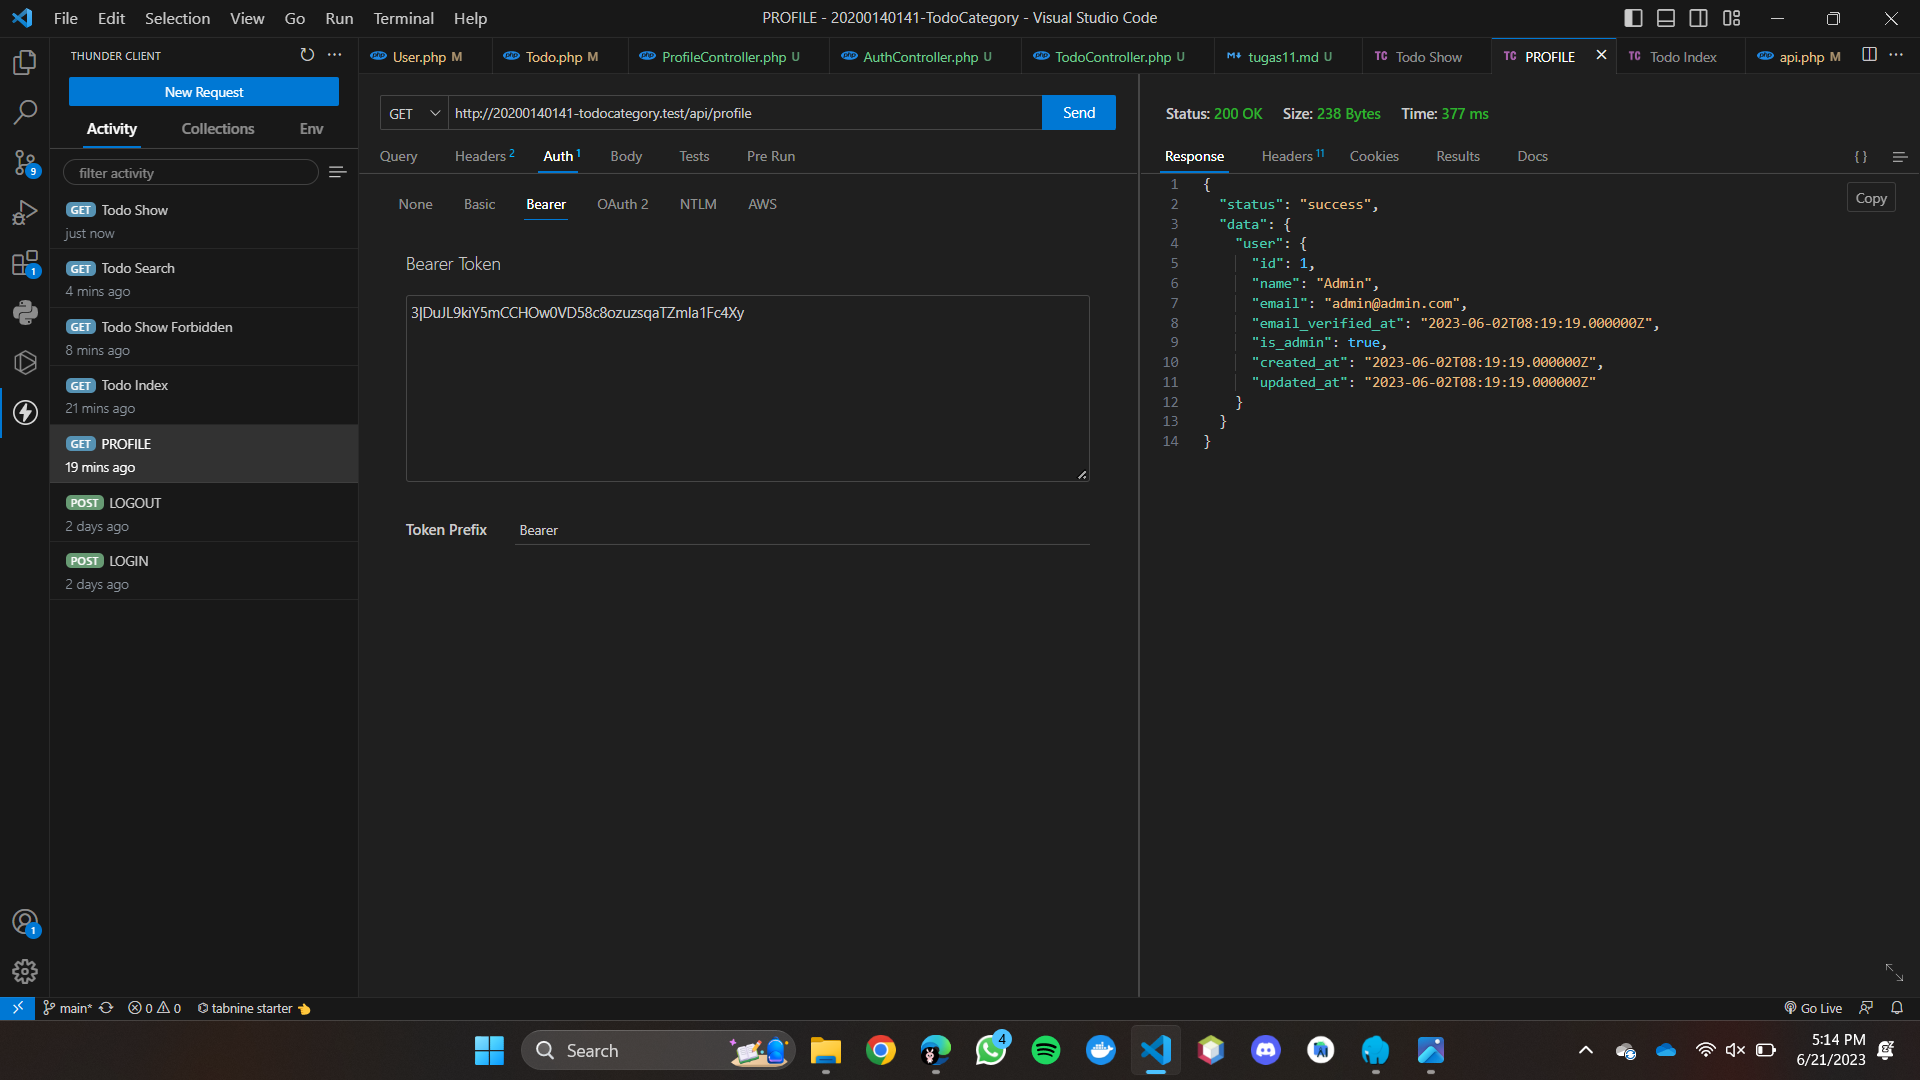 File Edit Selection View Go Run Terminal Help
PROFILE - 20200140141-TodoCategory - Visual Studio Code
THUNDER CLIENT
New Request
Activity Collections Env
filter activity
GET Todo Show
just now
GET Todo Search
4 mins ago
GET Todo Show Forbidden
8 mins ago
GET Todo Index
21 mins ago
GET PROFILE
19 mins ago
POST LOGOUT
2 days ago
POST LOGIN
2 days ago
9
1
1
User.php M
Todo.php M
ProfileController.php U
AuthController.php U
TodoController.php U
tugas11.md U
TC Todo Show
TC PROFILE
TC Todo Index
api.php M
GET http://20200140141-todocategory.test/api/profile Send
Query Headers 2 Auth 1 Body Tests Pre Run
None Basic Bearer OAuth 2 NTLM AWS
Bearer Token
3|DuJL9kiY5mCCHOw0VD58c8ozuzsqaTZmIa1Fc4Xy
Token Prefix Bearer
Status: 200 OK Size: 238 Bytes Time: 377 ms
Response Headers 11 Cookies Results Docs { }
Copy
1 {
2 "status": "success",
3 "data": {
4 "user": {
5 "id": 1,
6 "name": "Admin",
7 "email": "admin@admin.com",
8 "email_verified_at": "2023-06-02T08:19:19.000000Z",
9 "is_admin": true,
10 "created_at": "2023-06-02T08:19:19.000000Z",
11 "updated_at": "2023-06-02T08:19:19.000000Z"
12 }
13 }
14 }
main* 0 0 tabnine starter
Go Live
Search
4
5:14 PM
6/21/2023